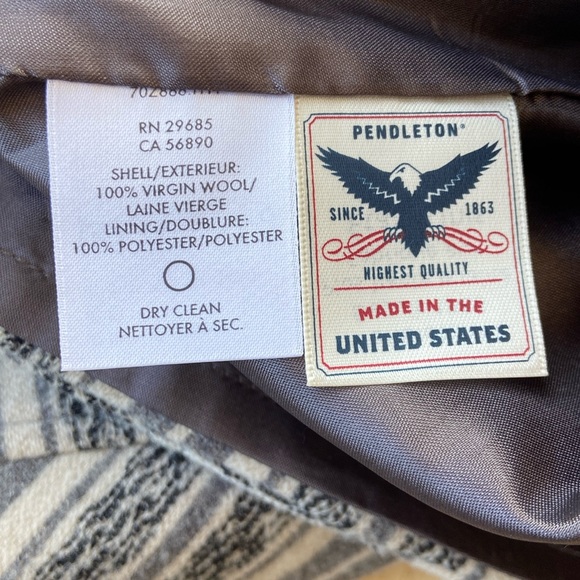 RN 29685
CA 56890
SHELL/EXTERIEUR:
100% VIRGIN WOOL/
LAINE VIERGE
LINING/DOUBLURE:
100% POLYESTER/POLYESTER
DRY CLEAN
NETTOYER À SEC.
PENDLETON®
SINCE 1863
HIGHEST QUALITY
MADE IN THE
UNITED STATES